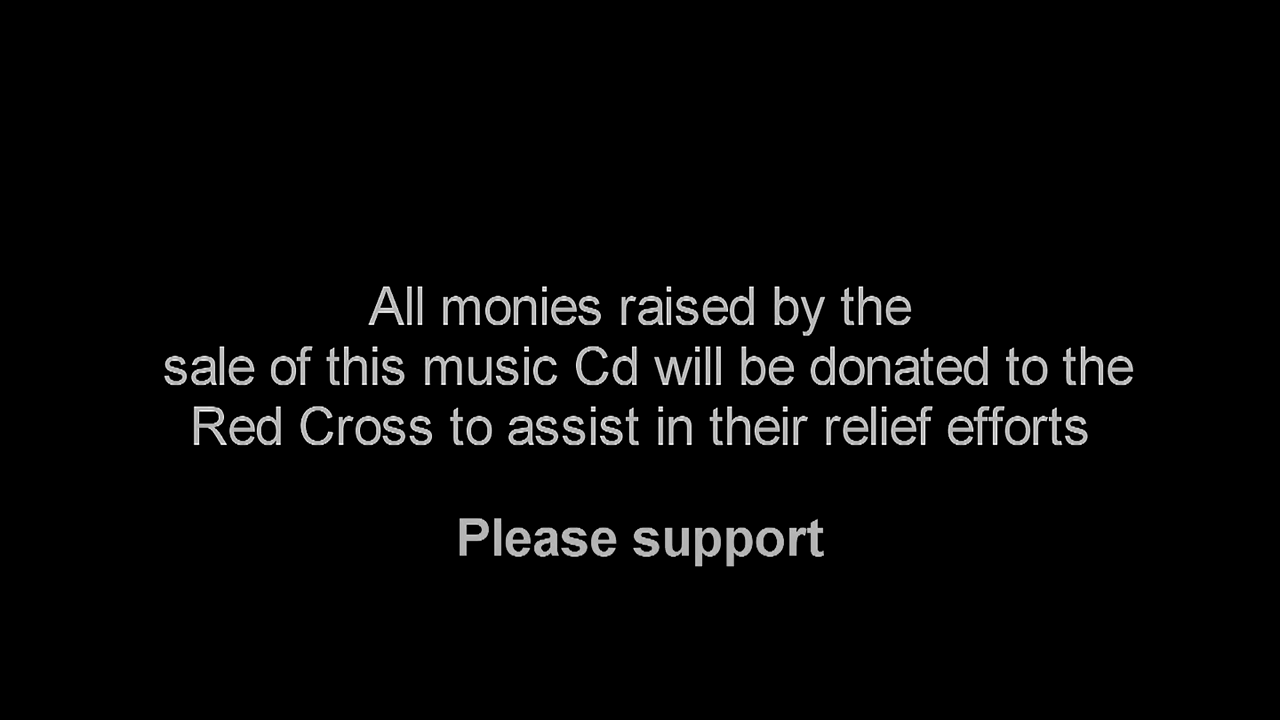 All monies raised by the
sale of this music Cd will be donated to the
Red Cross to assist in their relief efforts
Please support